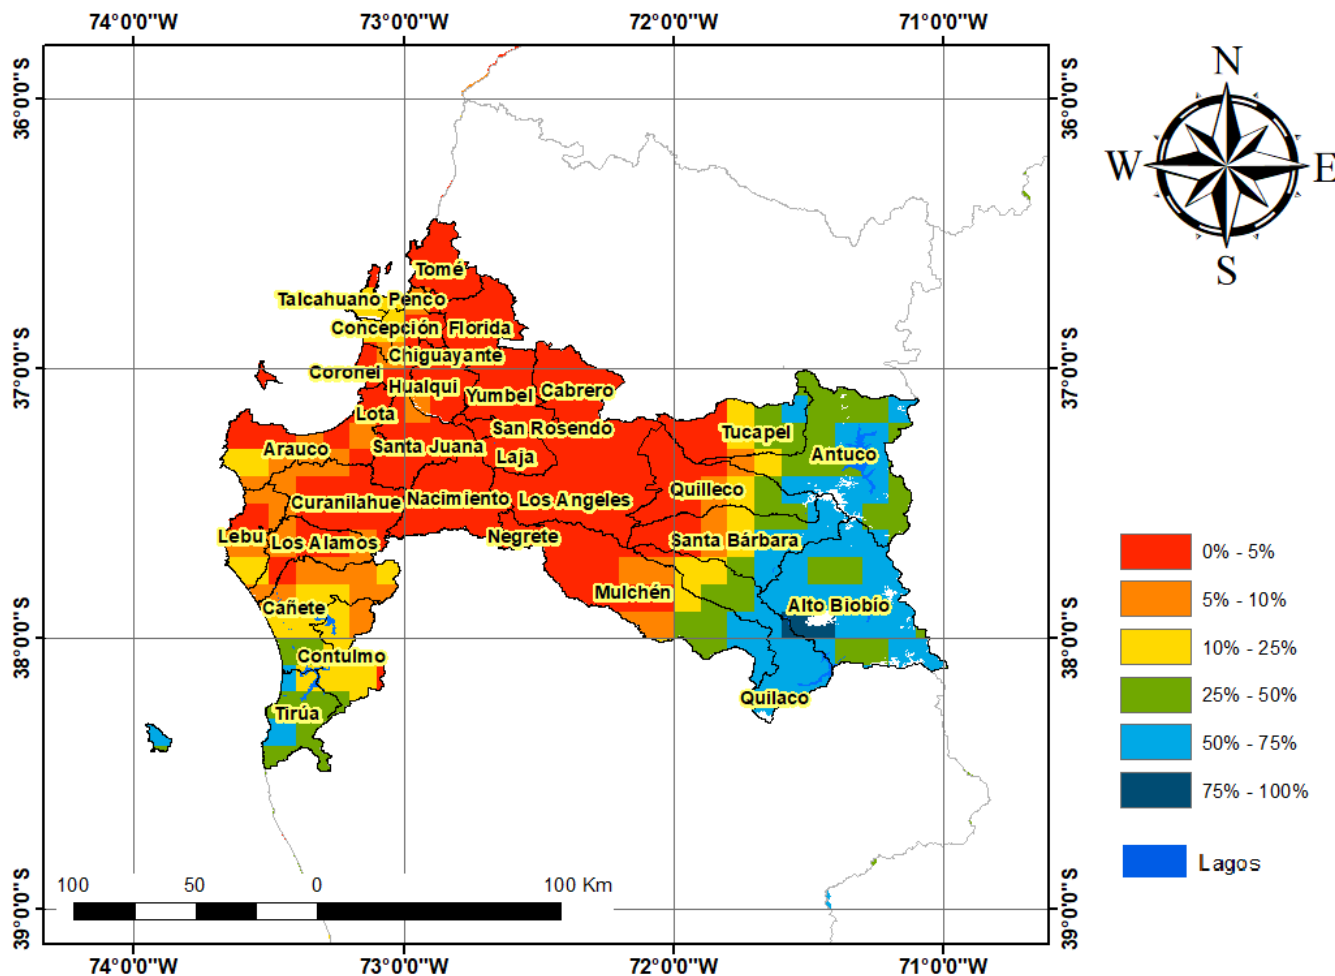 74°0'0"W 73°0'0"W 72°0'0"W 71°0'0"W
36°0'0"S
36°0'0"S
N
W
E
S
Tomé
Talcahuano Penco
Concepción Florida
Chiguayante
Coronel
37°0'0"S
37°0'0"S
Hualqui
Yumbel Cabrero
Lota
San Rosendo
Tucapel
Arauco
Santa Juana
Laja
Antuco
Curanilahue Nacimiento Los Angeles
Quilleco
Lebu Los Alamos
Negrete
Santa Bárbara
Mulchén
Alto Biobío
Cañete
38°0'0"S
38°0'0"S
Contulmo
Quilaco
Tirúa
0% - 5%
5% - 10%
10% - 25%
25% - 50%
50% - 75%
75% - 100%
Lagos
100 50 0 100 Km
39°0'0"S
39°0'0"S
74°0'0"W 73°0'0"W 72°0'0"W 71°0'0"W